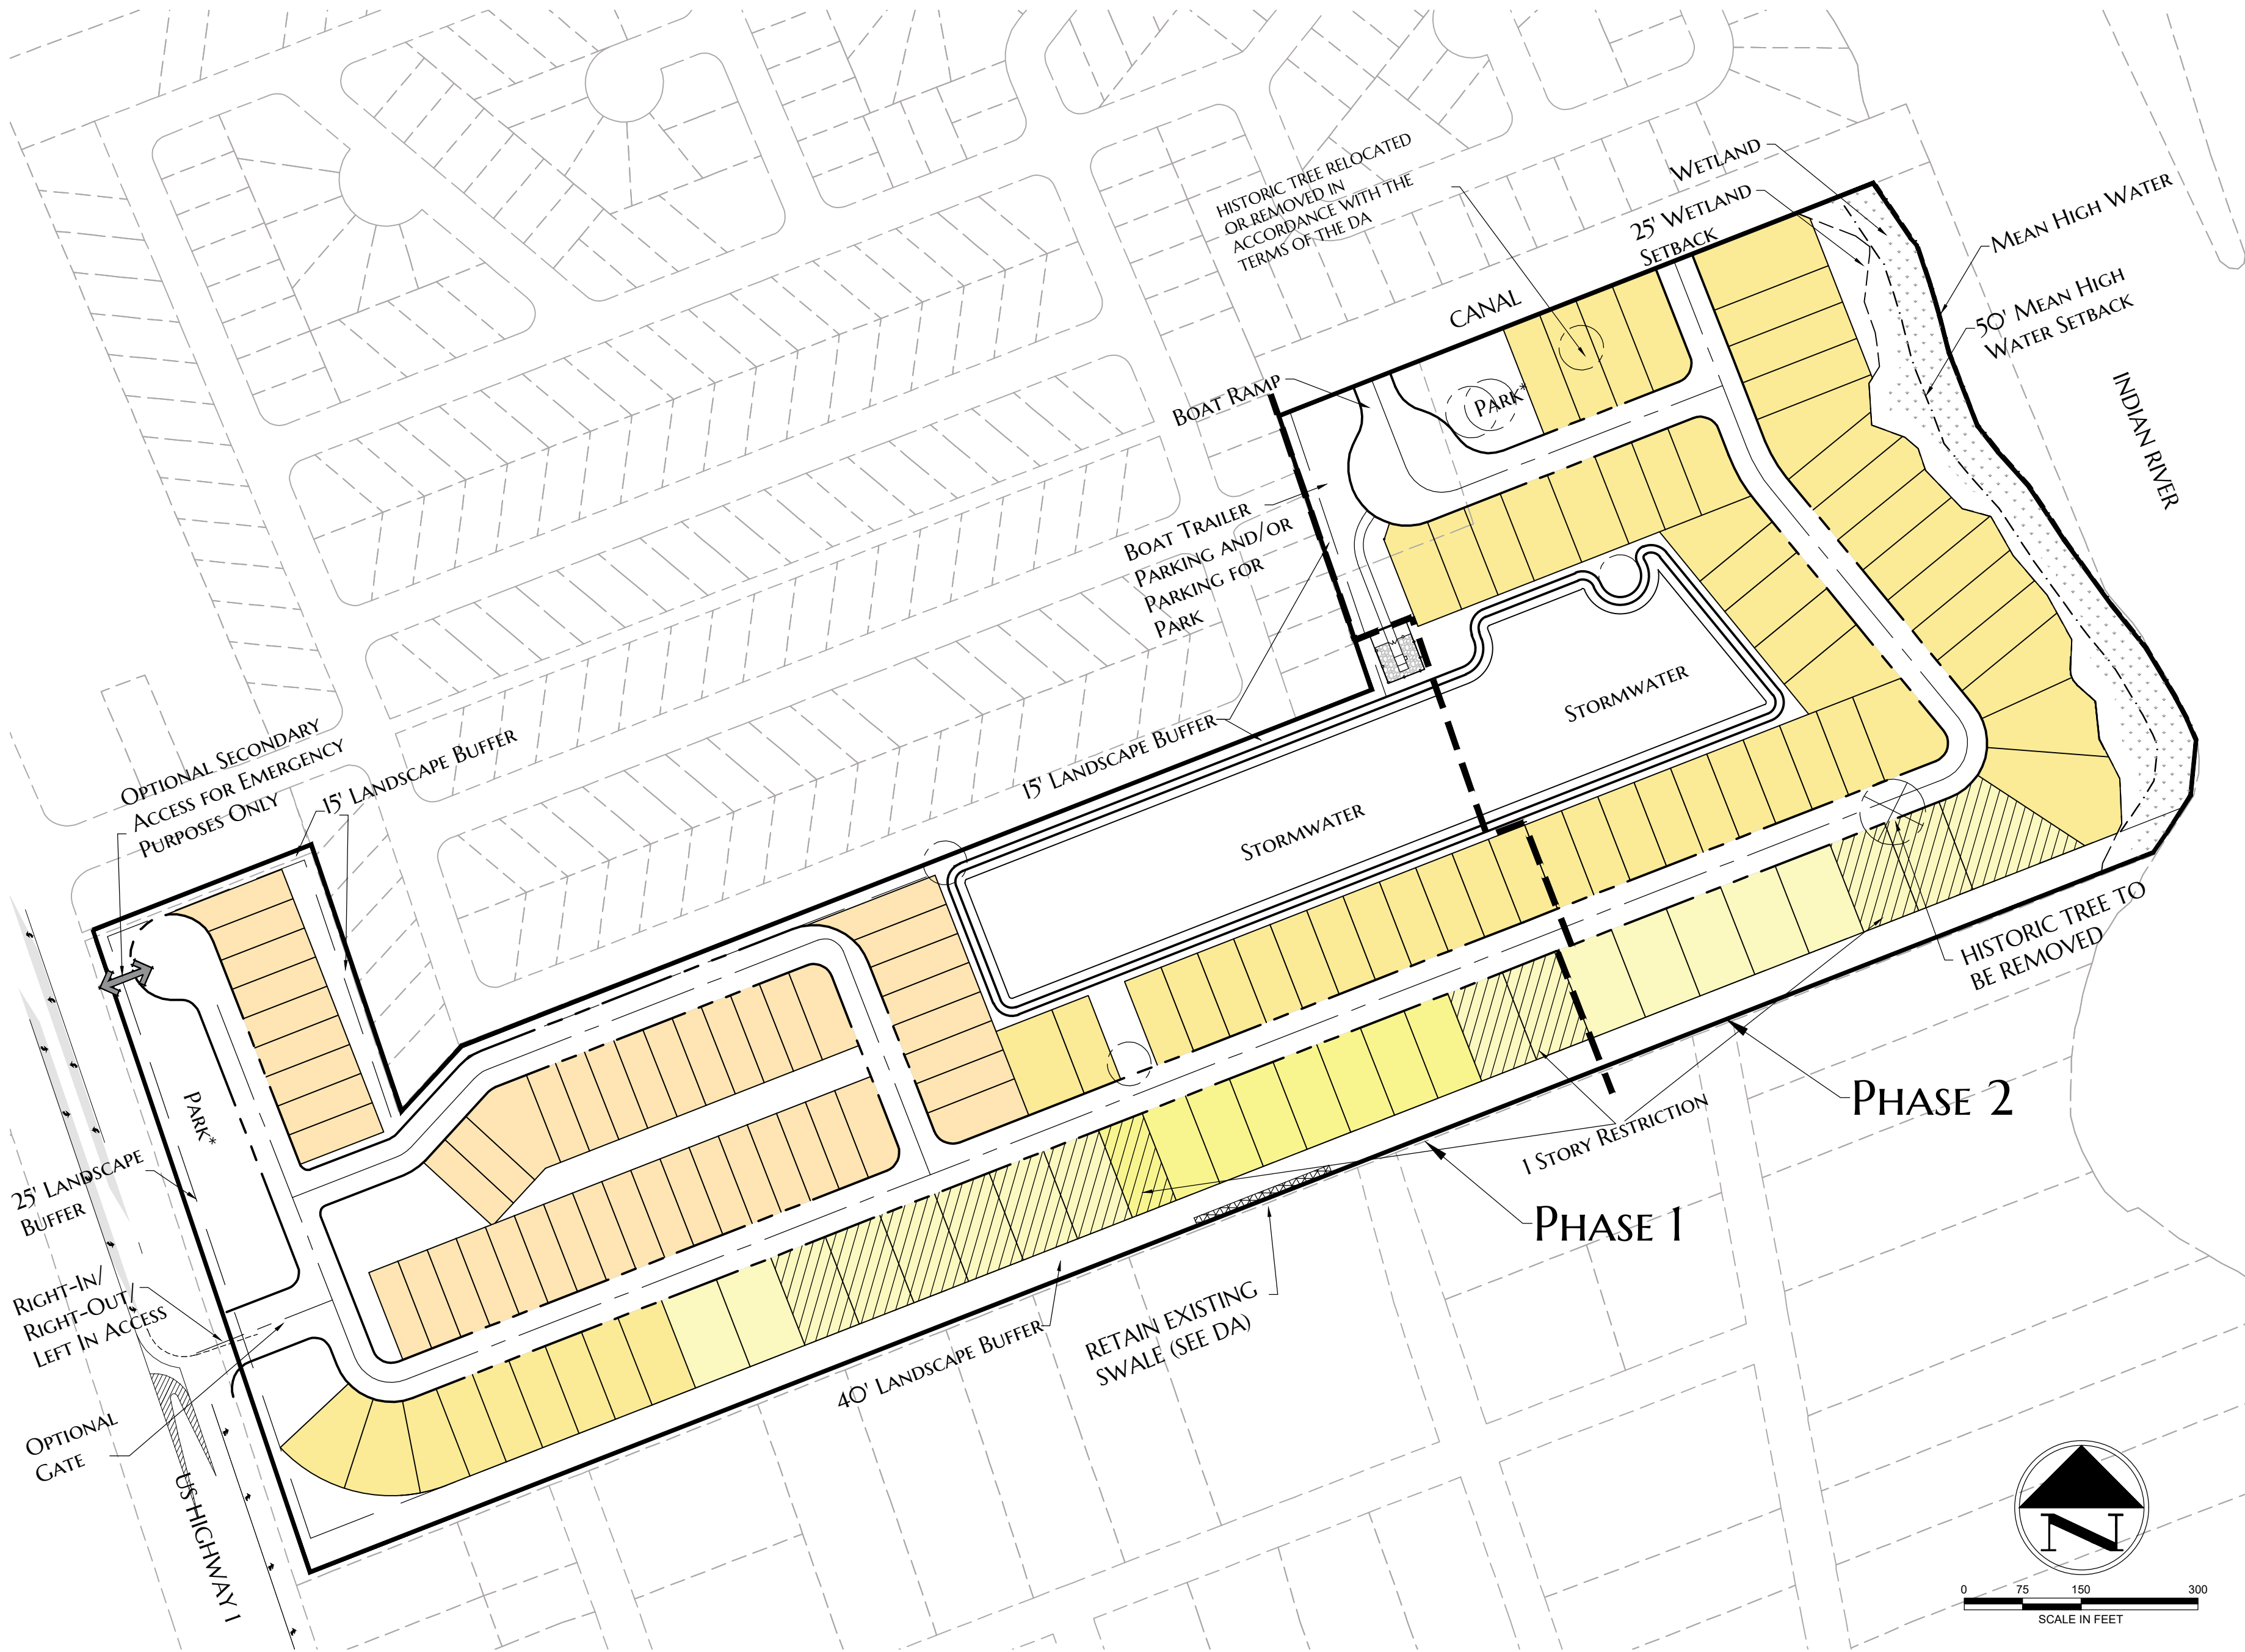 HISTORIC TREE RELOCATED
OR REMOVED IN
ACCORDANCE WITH THE
TERMS OF THE DA
WETLAND
25' WETLAND
SETBACK
MEAN HIGH WATER
50' MEAN HIGH
WATER SETBACK
INDIAN RIVER
CANAL
BOAT RAMP
PARK*
BOAT TRAILER
PARKING AND/OR
PARKING FOR
PARK
STORMWATER
STORMWATER
15' LANDSCAPE BUFFER
OPTIONAL SECONDARY
ACCESS FOR EMERGENCY
PURPOSES ONLY
15' LANDSCAPE BUFFER
PARK*
25' LANDSCAPE
BUFFER
RIGHT-IN/
RIGHT-OUT/
LEFT IN ACCESS
OPTIONAL
GATE
US HIGHWAY 1
40' LANDSCAPE BUFFER
RETAIN EXISTING
SWALE (SEE DA)
PHASE 1
1 STORY RESTRICTION
PHASE 2
HISTORIC TREE TO
BE REMOVED
N
0 75 150 300
SCALE IN FEET